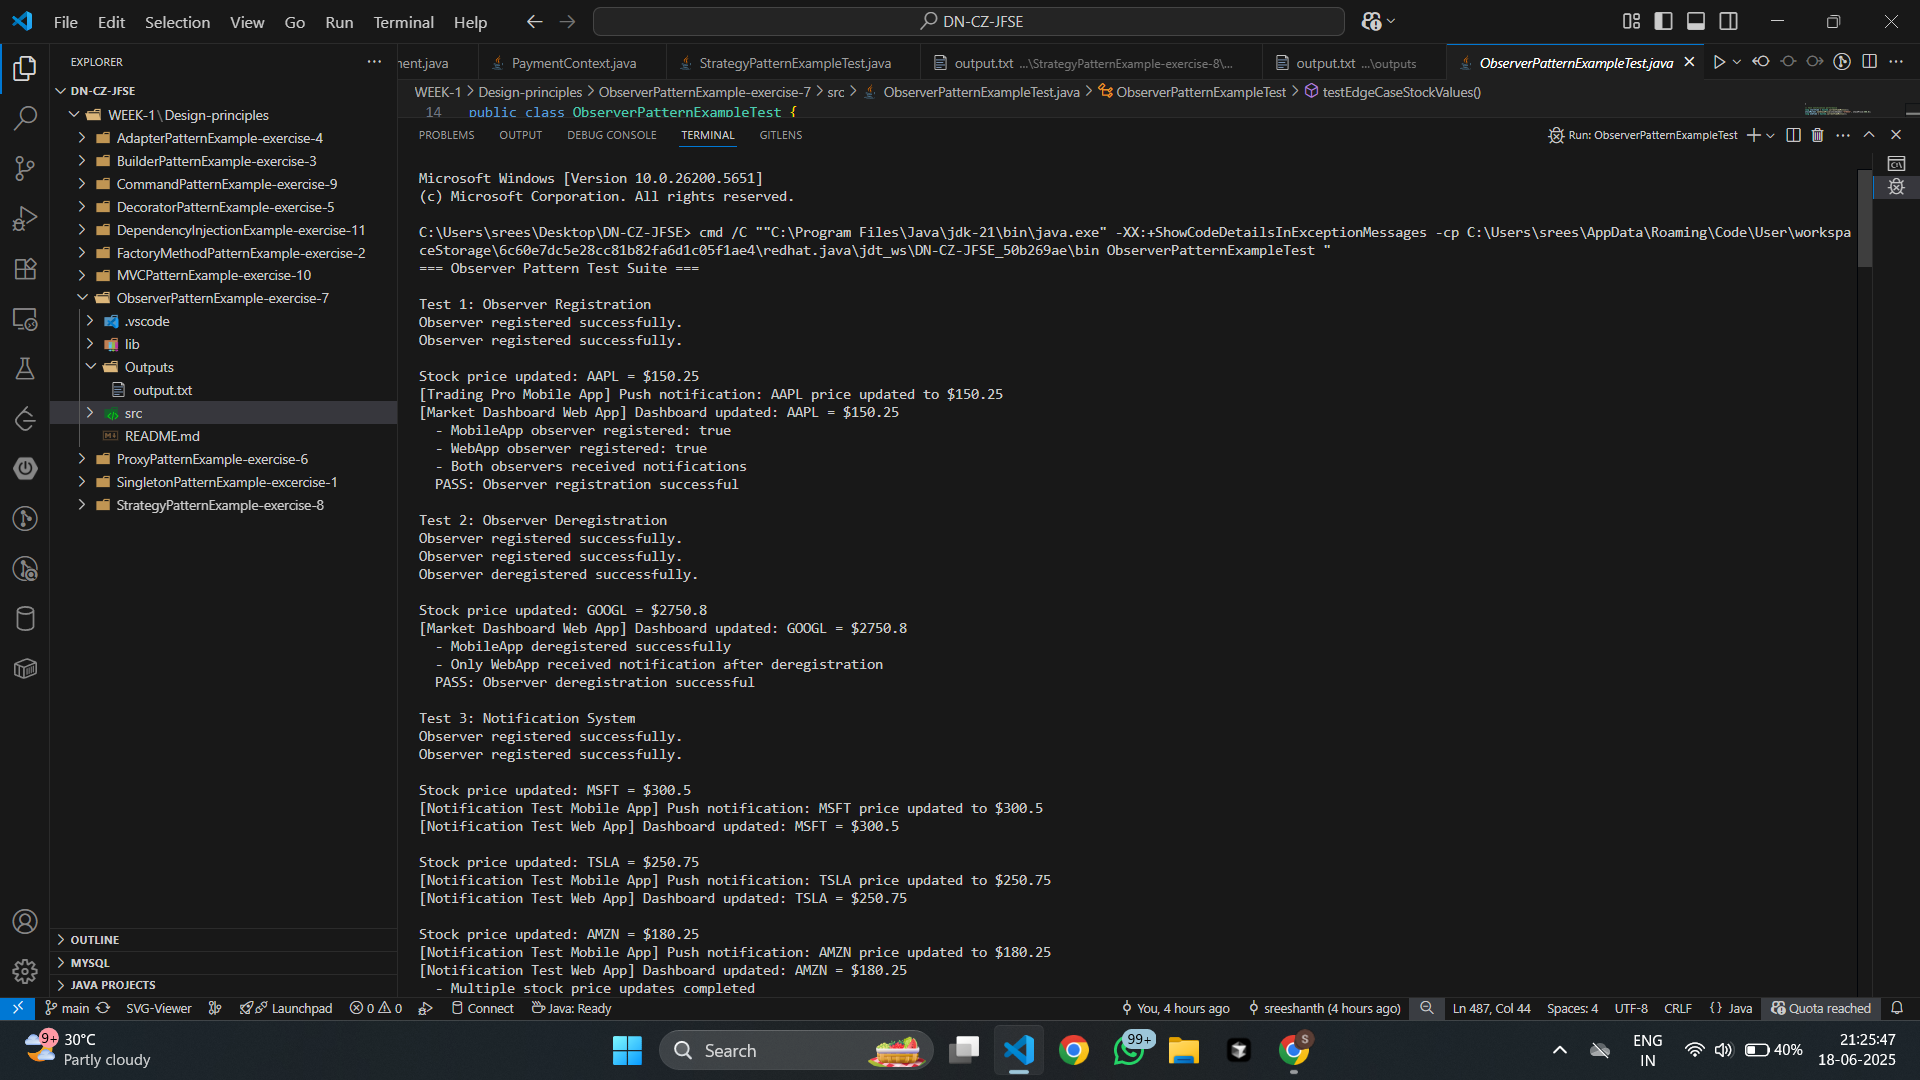 File Edit Selection View Go Run Terminal Help
DN-CZ-JFSE
EXPLORER
DN-CZ-JFSE
WEEK-1\Design-principles
AdapterPatternExample-exercise-4
BuilderPatternExample-exercise-3
CommandPatternExample-exercise-9
DecoratorPatternExample-exercise-5
DependencyInjectionExample-exercise-11
FactoryMethodPatternExample-exercise-2
MVCPatternExample-exercise-10
ObserverPatternExample-exercise-7
.vscode
lib
Outputs
output.txt
src
README.md
ProxyPatternExample-exercise-6
SingletonPatternExample-excercise-1
StrategyPatternExample-exercise-8
OUTLINE
MYSQL
JAVA PROJECTS
nent.java PaymentContext.java StrategyPatternExampleTest.java output.txt ...\StrategyPatternExample-exercise-8\... output.txt ...\outputs ObserverPatternExampleTest.java
WEEK-1 > Design-principles > ObserverPatternExample-exercise-7 > src > ObserverPatternExampleTest.java > ObserverPatternExampleTest > testEdgeCaseStockValues()
14 public class ObserverPatternExampleTest {
PROBLEMS OUTPUT DEBUG CONSOLE TERMINAL GITLENS
Run: ObserverPatternExampleTest
Microsoft Windows [Version 10.0.26200.5651]
(c) Microsoft Corporation. All rights reserved.
C:\Users\srees\Desktop\DN-CZ-JFSE> cmd /C ""C:\Program Files\Java\jdk-21\bin\java.exe" -XX:+ShowCodeDetailsInExceptionMessages -cp C:\Users\srees\AppData\Roaming\Code\User\workspa
ceStorage\6c60e7dc5e28cc81b82fa6d1c05f1ae4\redhat.java\jdt_ws\DN-CZ-JFSE_50b269ae\bin ObserverPatternExampleTest "
=== Observer Pattern Test Suite ===
Test 1: Observer Registration
Observer registered successfully.
Observer registered successfully.
Stock price updated: AAPL = $150.25
[Trading Pro Mobile App] Push notification: AAPL price updated to $150.25
[Market Dashboard Web App] Dashboard updated: AAPL = $150.25
- MobileApp observer registered: true
- WebApp observer registered: true
- Both observers received notifications
PASS: Observer registration successful
Test 2: Observer Deregistration
Observer registered successfully.
Observer registered successfully.
Observer deregistered successfully.
Stock price updated: GOOGL = $2750.8
[Market Dashboard Web App] Dashboard updated: GOOGL = $2750.8
- MobileApp deregistered successfully
- Only WebApp received notification after deregistration
PASS: Observer deregistration successful
Test 3: Notification System
Observer registered successfully.
Observer registered successfully.
Stock price updated: MSFT = $300.5
[Notification Test Mobile App] Push notification: MSFT price updated to $300.5
[Notification Test Web App] Dashboard updated: MSFT = $300.5
Stock price updated: TSLA = $250.75
[Notification Test Mobile App] Push notification: TSLA price updated to $250.75
[Notification Test Web App] Dashboard updated: TSLA = $250.75
Stock price updated: AMZN = $180.25
[Notification Test Mobile App] Push notification: AMZN price updated to $180.25
[Notification Test Web App] Dashboard updated: AMZN = $180.25
- Multiple stock price updates completed
main SVG-Viewer Launchpad 0 0 Connect Java: Ready You, 4 hours ago sreeshanth (4 hours ago) Ln 487, Col 44 Spaces: 4 UTF-8 CRLF {} Java Quota reached
9+ 30°C
Partly cloudy
Search
99+
S
ENG
IN
40%
21:25:47
18-06-2025